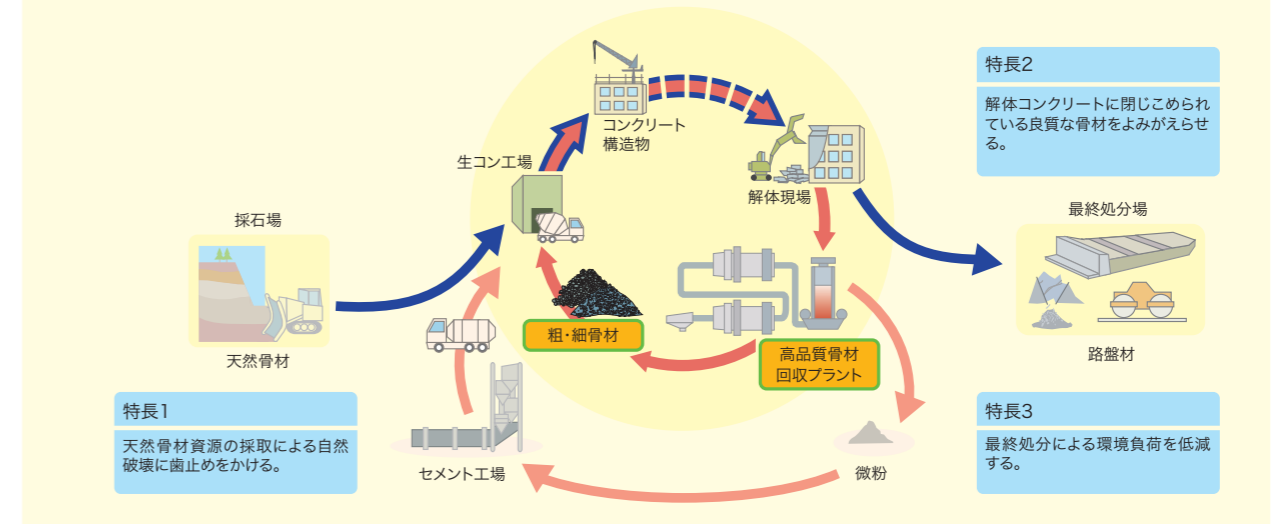 コンクリート
構造物
生コン工場
解体現場
特長2
解体コンクリートに閉じこめられ
ている良質な骨材をよみがえらせ
る。
採石場
最終処分場
粗・細骨材
天然骨材
高品質骨材
回収プラント
路盤材
特長1
天然骨材資源の採取による自然
破壊に歯止めをかける。
セメント工場
微粉
特長3
最終処分による環境負荷を低減
する。